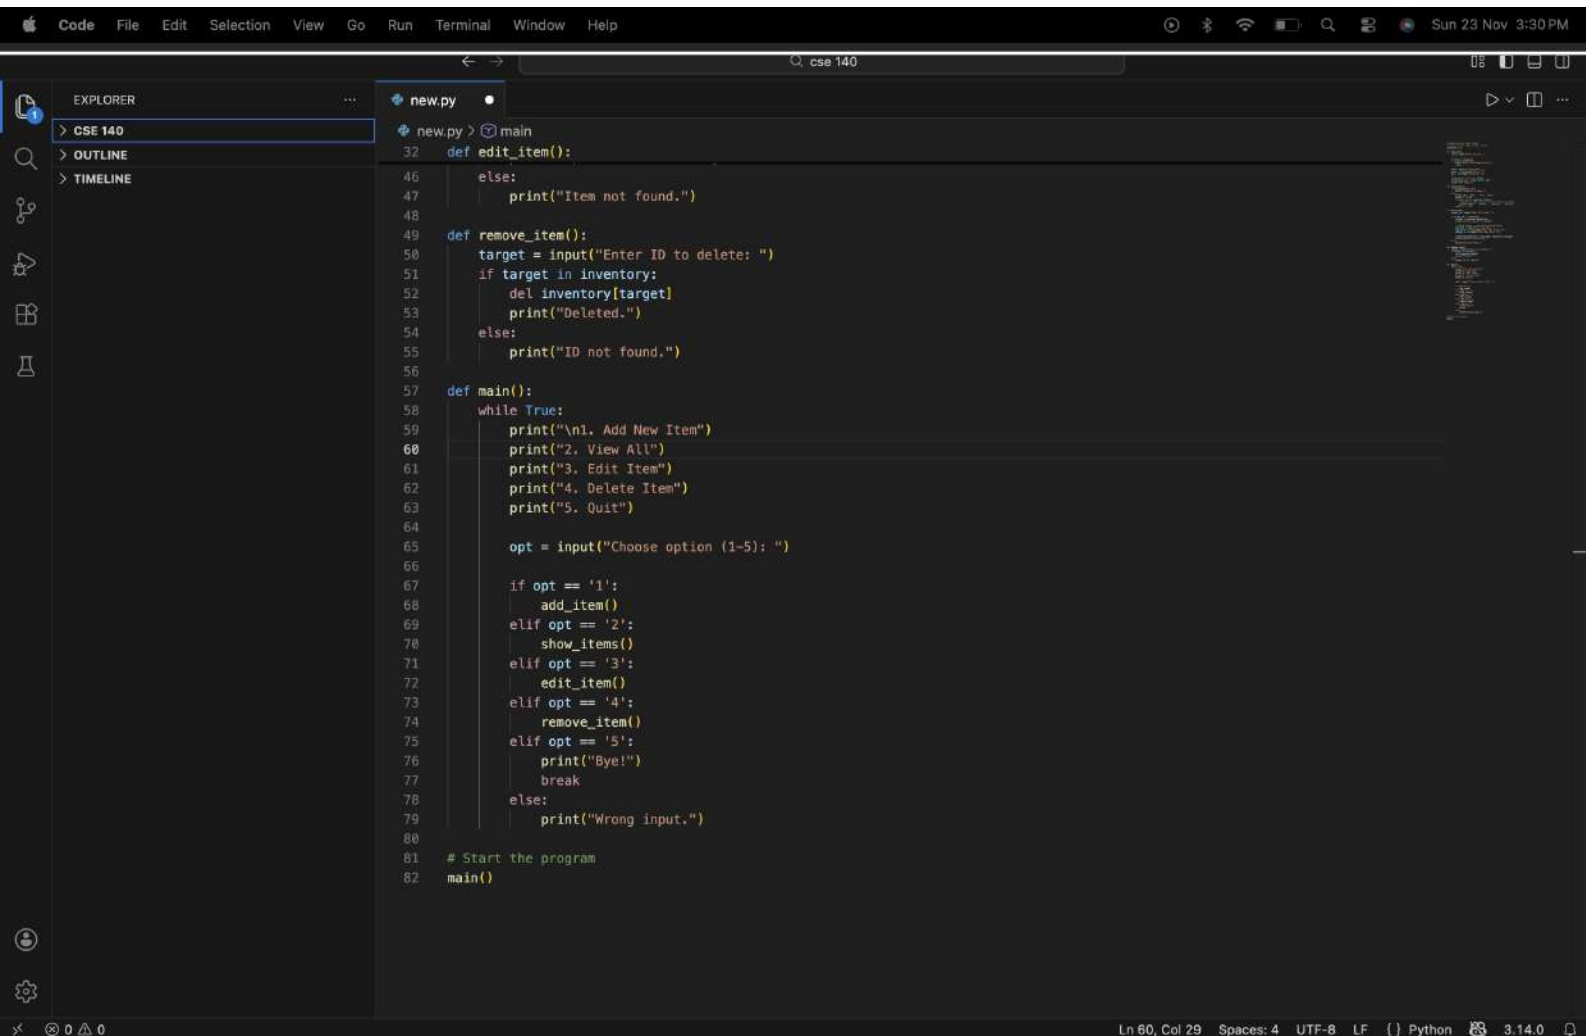 Code File Edit Selection View Go Run Terminal Window Help Sun 23 Nov 3:30 PM
cse 140
EXPLORER
new.py
CSE 140
new.py > main
OUTLINE
TIMELINE
32 def edit_item():
46 else:
47 print("Item not found.")
48
49 def remove_item():
50 target = input("Enter ID to delete: ")
51 if target in inventory:
52 del inventory[target]
53 print("Deleted.")
54 else:
55 print("ID not found.")
56
57 def main():
58 while True:
59 print("\n1. Add New Item")
60 print("2. View All")
61 print("3. Edit Item")
62 print("4. Delete Item")
63 print("5. Quit")
64
65 opt = input("Choose option (1-5): ")
66
67 if opt == '1':
68 add_item()
69 elif opt == '2':
70 show_items()
71 elif opt == '3':
72 edit_item()
73 elif opt == '4':
74 remove_item()
75 elif opt == '5':
76 print("Bye!")
77 break
78 else:
79 print("Wrong input.")
80
81 # Start the program
82 main()
1
0 0 Ln 60, Col 29 Spaces: 4 UTF-8 LF { } Python 3.14.0